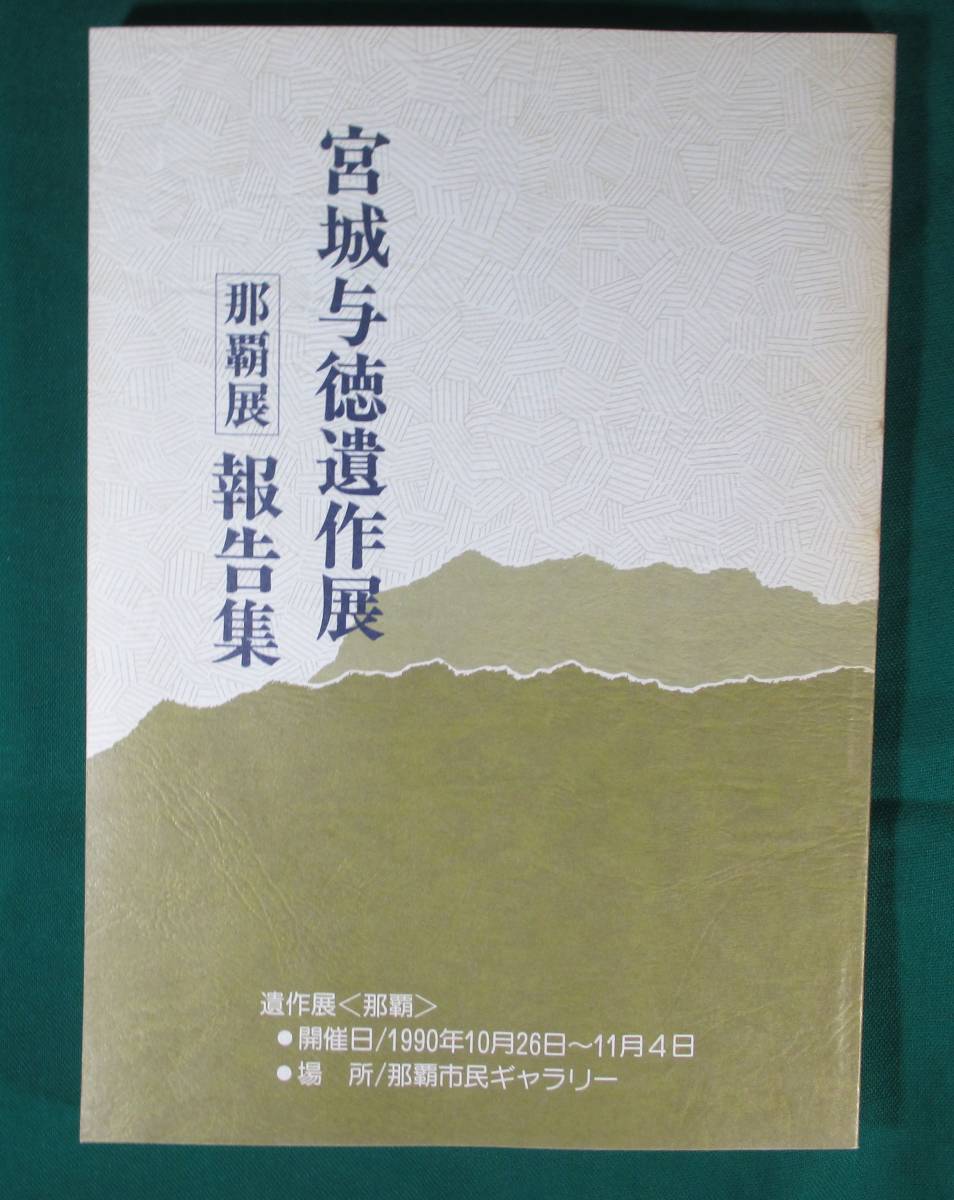 宮城与徳遺作展
那覇展 報告集
遺作展＜那覇＞
●開催日/1990年10月26日～11月４日
●場　所/那覇市民ギャラリー